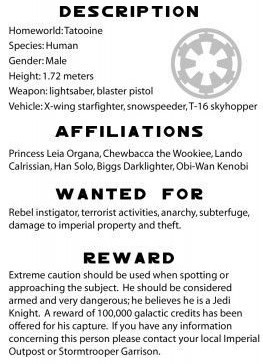 DESCRIPTION
Homeworld: Tatooine
Species: Human
Gender: Male
Height: 1.72 meters
Weapon: lightsaber, blaster pistol
Vehicle: X-wing starfighter, snowspeeder, T-16 skyhopper
AFFILIATIONS
Princess Leia Organa, Chewbacca the Wookiee, Lando
Calrissian, Han Solo, Biggs Darklighter, Obi-Wan Kenobi
WANTED FOR
Rebel instigator, terrorist activities, anarchy, subterfuge,
damage to imperial property and theft.
REWARD
Extreme caution should be used when spotting or
approaching the subject. He should be considered
armed and very dangerous; he believes he is a Jedi
Knight. A reward of 100,000 galactic credits has been
offered for his capture. If you have any information
concerning this person please contact your local Imperial
Outpost or Stormtrooper Garrison.